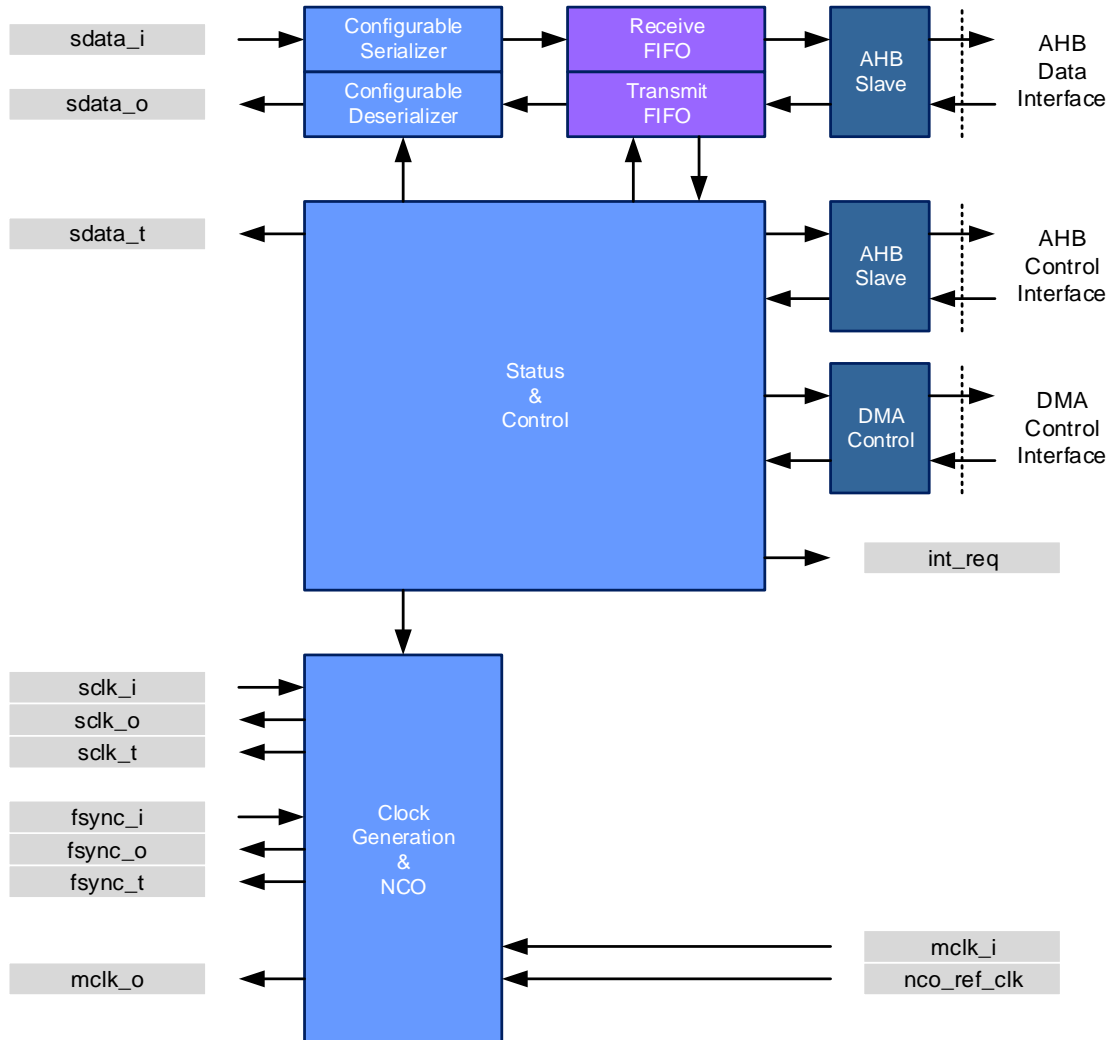 sdata_i
Configurable
Serializer
Receive
FIFO
AHB
Slave
AHB
Data
Interface
sdata_o
Configurable
Deserializer
Transmit
FIFO
sdata_t
Status
&
Control
AHB
Slave
AHB
Control
Interface
DMA
Control
DMA
Control
Interface
int_req
sclk_i
sclk_o
sclk_t
fsync_i
fsync_o
fsync_t
Clock
Generation
&
NCO
mclk_o
mclk_i
nco_ref_clk